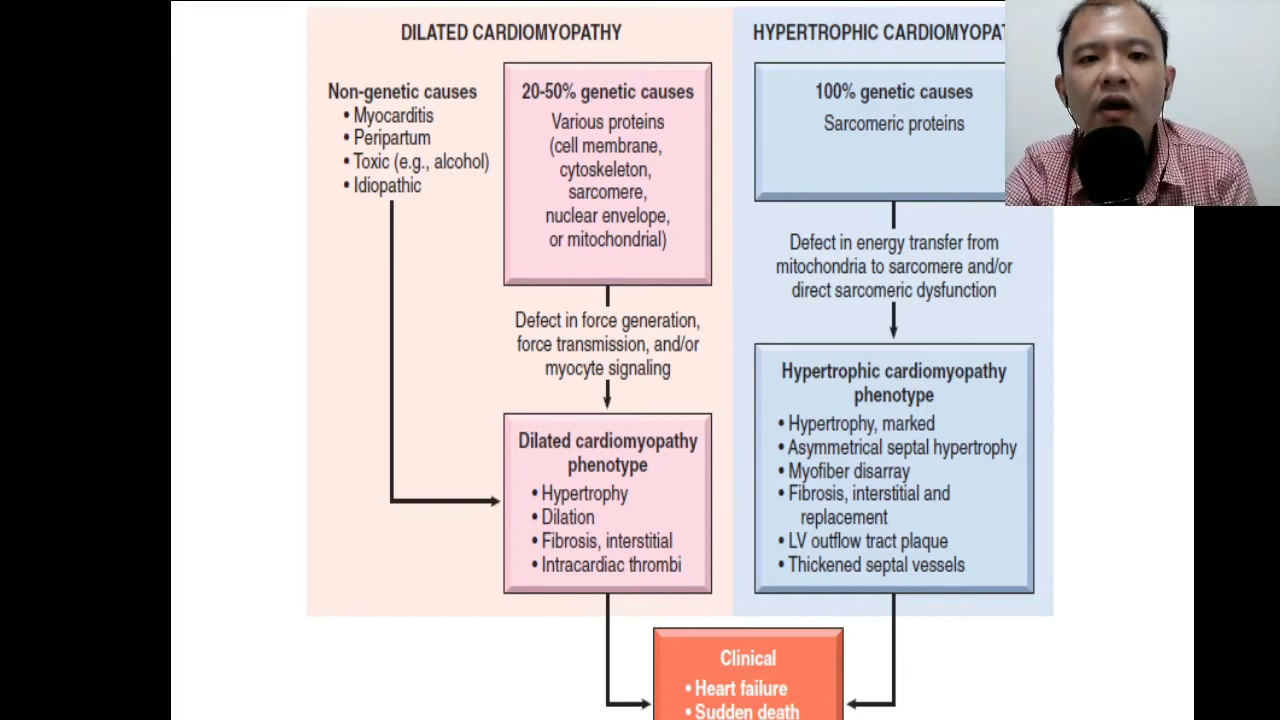 DILATED CARDIOMYOPATHY
Non-genetic causes
• Myocarditis
• Peripartum
• Toxic (e.g., alcohol)
• Idiopathic
20-50% genetic causes
Various proteins
(cell membrane,
cytoskeleton,
sarcomere,
nuclear envelope,
or mitochondrial)
Defect in force generation,
force transmission, and/or
myocyte signaling
Dilated cardiomyopathy
phenotype
• Hypertrophy
• Dilation
• Fibrosis, interstitial
• Intracardiac thrombi
HYPERTROPHIC CARDIOMYOPAT
100% genetic causes
Sarcomeric proteins
Defect in energy transfer from
mitochondria to sarcomere and/or
direct sarcomeric dysfunction
Hypertrophic cardiomyopathy
phenotype
• Hypertrophy, marked
• Asymmetrical septal hypertrophy
• Myofiber disarray
• Fibrosis, interstitial and
replacement
• LV outflow tract plaque
• Thickened septal vessels
Clinical
• Heart failure
• Sudden death